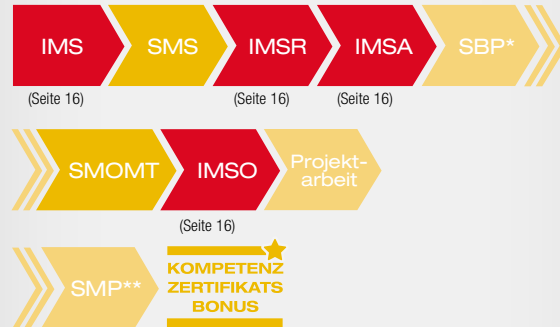 IMS SMS IMSR IMSA SBP*
(Seite 16) (Seite 16) (Seite 16)
SMOMT IMSO Projekt-
arbeit
(Seite 16)
SMP** KOMPETENZ
ZERTIFIKATS
BONUS